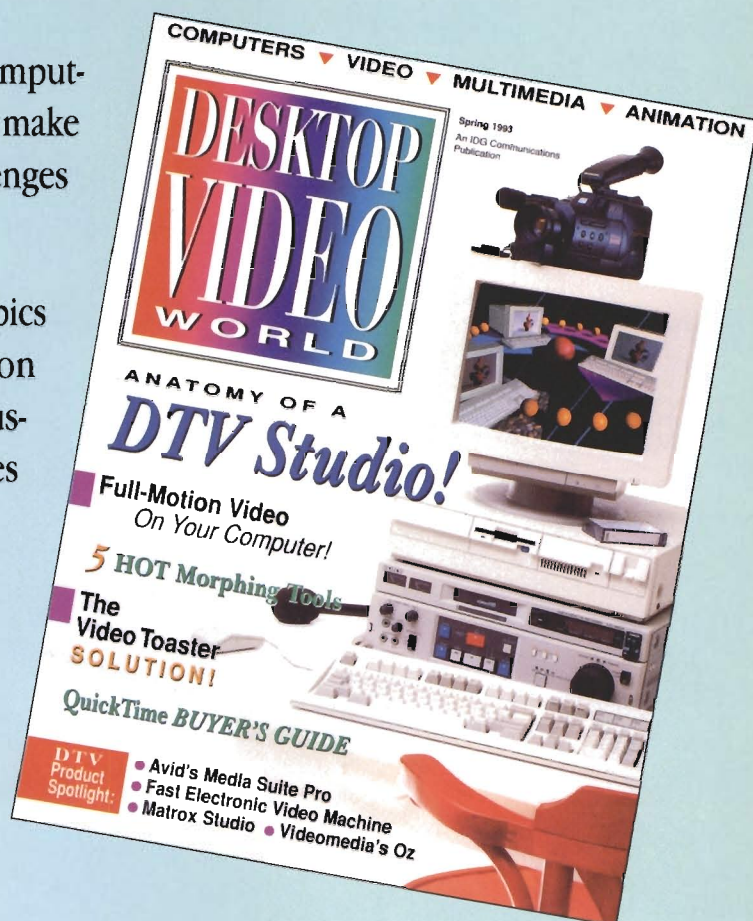 omput-
make
enges
pics
on
us-
es
COMPUTERS ▼ VIDEO ▼ MULTIMEDIA ▼ ANIMATION
DESKTOP
VIDEO
WORLD
Spring 1993
An IDG Communications
Publication
ANATOMY OF A
DTV Studio!
Full-Motion Video
On Your Computer!
5 HOT Morphing Tools
The
Video Toaster
SOLUTION!
QuickTime BUYER'S GUIDE
DTV
Product
Spotlight:
• Avid's Media Suite Pro
• Fast Electronic Video Machine
• Matrox Studio • Videomedia's Oz